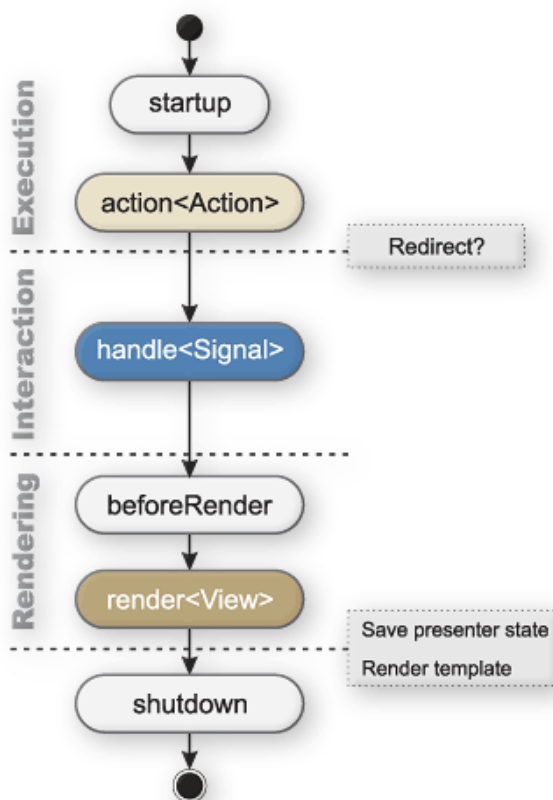 startup
Execution
action<Action>
Redirect?
Interaction
handle<Signal>
Rendering
beforeRender
render<View>
Save presenter state
Render template
shutdown